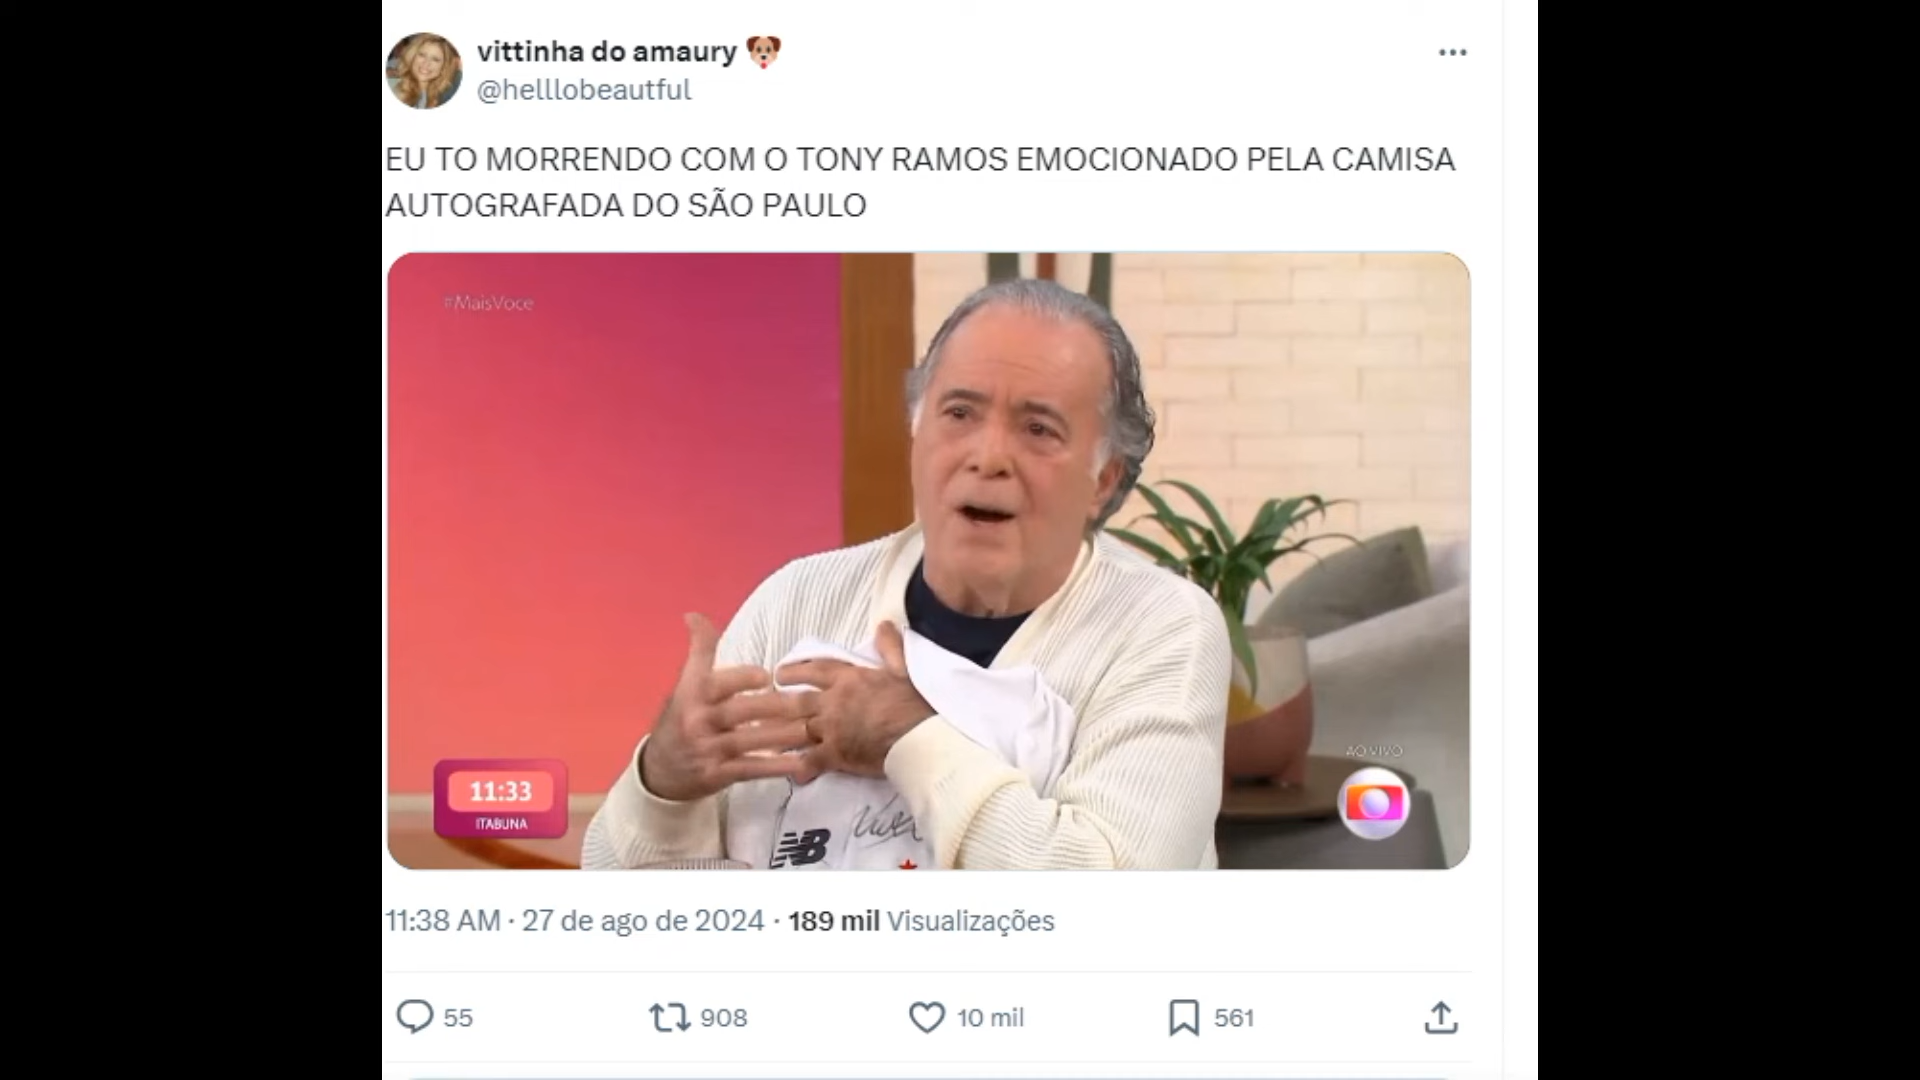 vittinha do amaury
@helllobeautful
EU TO MORRENDO COM O TONY RAMOS EMOCIONADO PELA CAMISA
AUTOGRAFADA DO SÃO PAULO
#MaisVoce
11:33
ITABUNA
AO VIVO
NB
11:38 AM · 27 de ago de 2024 · 189 mil Visualizações
55
908
10 mil
561